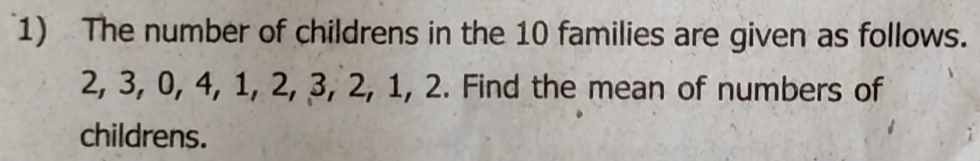 1) The number of childrens in the 10 families are given as follows.
2, 3, 0, 4, 1, 2, 3, 2, 1, 2. Find the mean of numbers of
childrens.